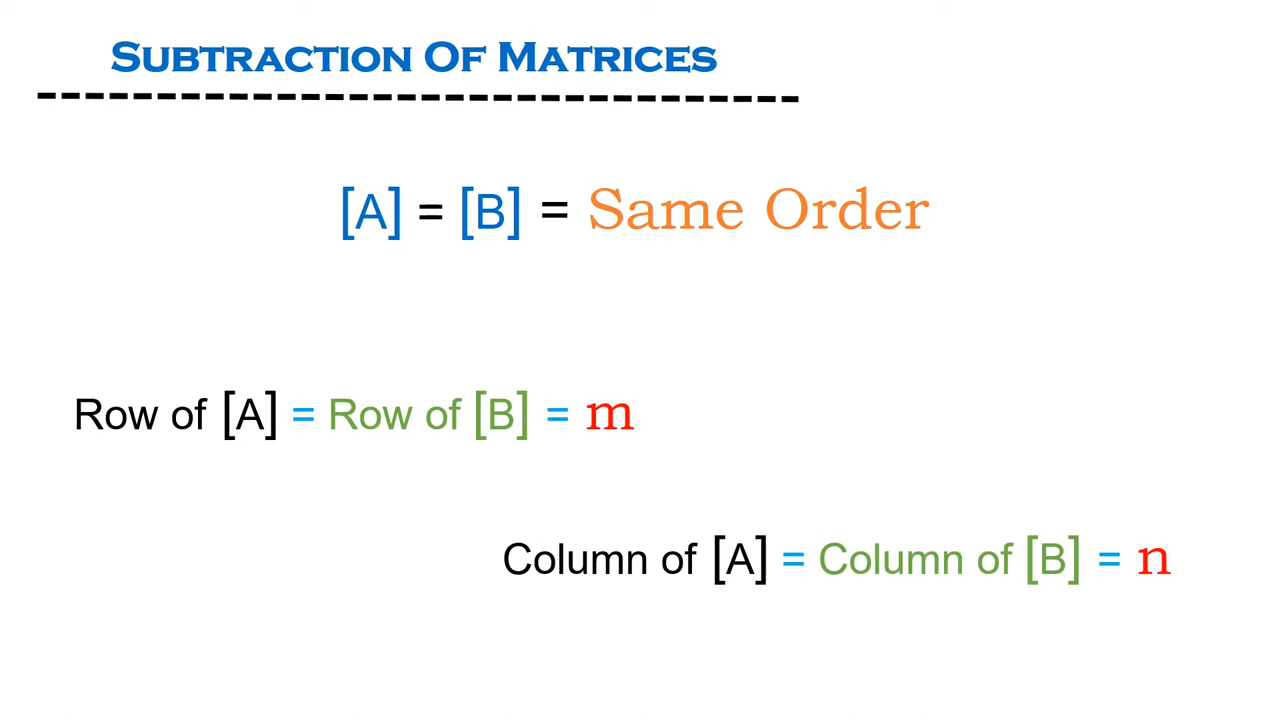 Subtraction Of Matrices
[A] = [B] = Same Order
Row of [A] = Row of [B] = m
Column of [A] = Column of [B] = n